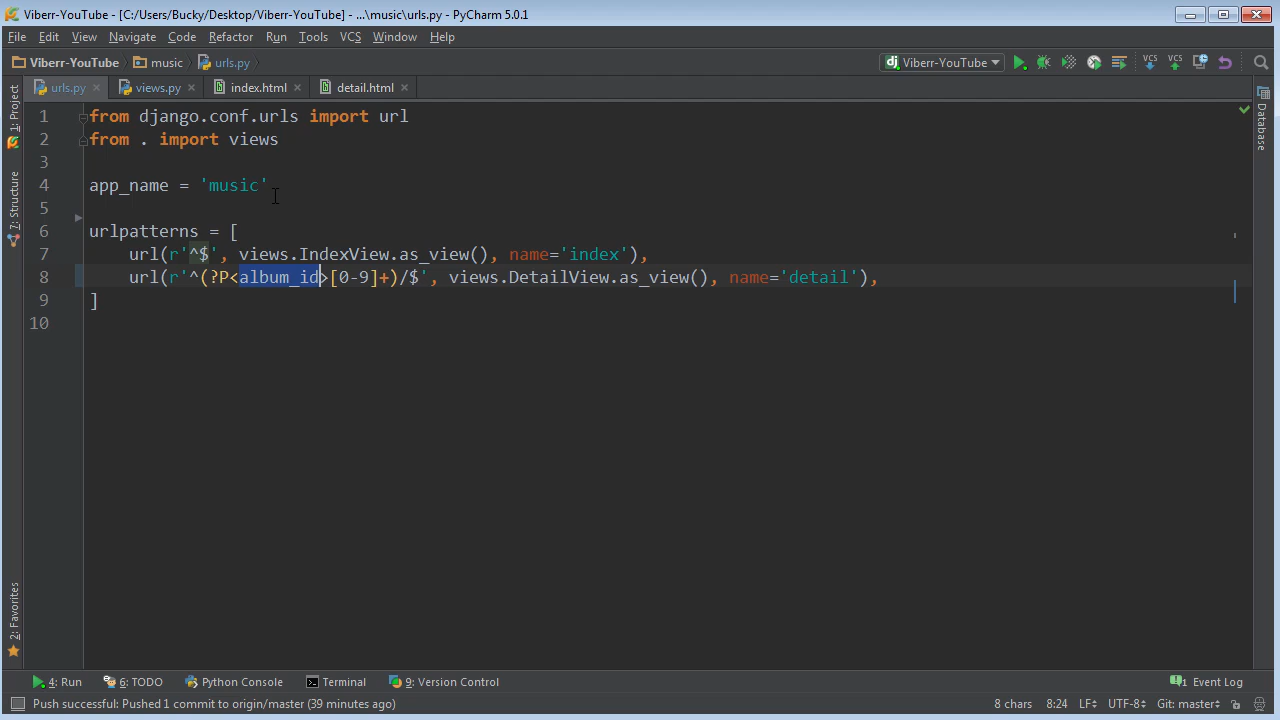 Viberr-YouTube - [C:/Users/Bucky/Desktop/Viberr-YouTube] - ...\music\urls.py - PyCharm 5.0.1
File Edit View Navigate Code Refactor Run Tools VCS Window Help
Viberr-YouTube music urls.py dj Viberr-YouTube VCS VCS
urls.py views.py index.html detail.html
1: Project
7: Structure
2: Favorites
Database
1 from django.conf.urls import url
2 from . import views
3
4 app_name = 'music'
5
6 urlpatterns = [
7 url(r'^$', views.IndexView.as_view(), name='index'),
8 url(r'^(?P<album_id>[0-9]+)/$', views.DetailView.as_view(), name='detail'),
9 ]
10
4: Run 6: TODO Python Console Terminal 9: Version Control 1 Event Log
Push successful: Pushed 1 commit to origin/master (39 minutes ago) 8 chars 8:24 LF÷ UTF-8÷ Git: master÷